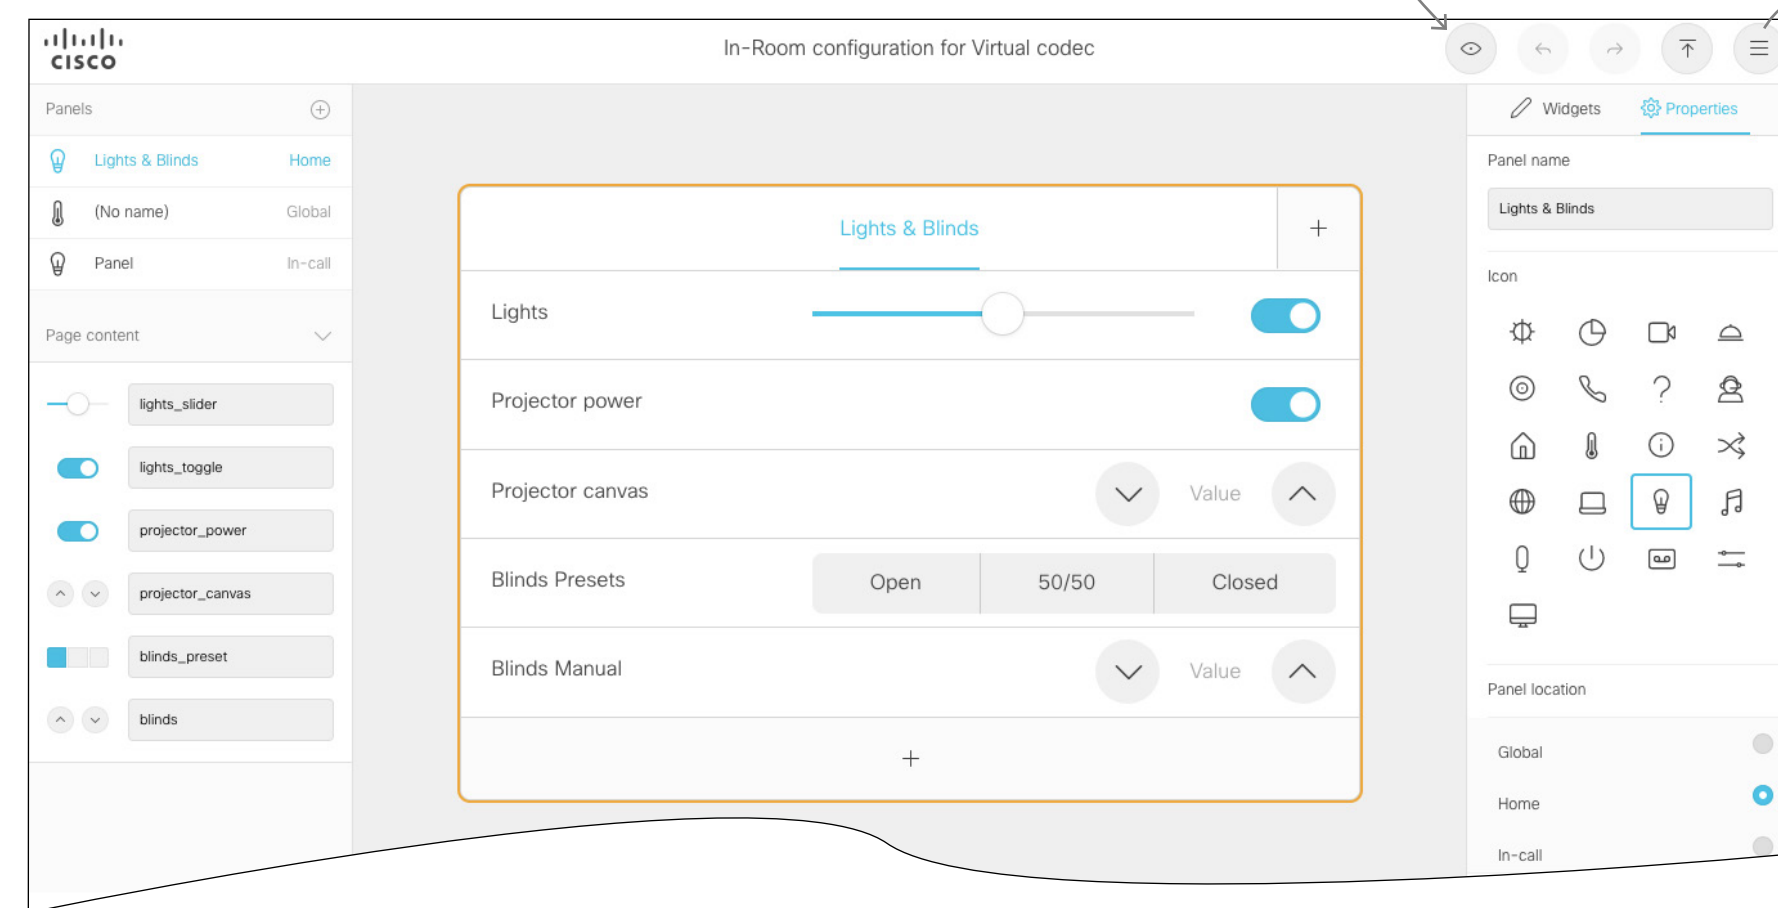 CISCO
In-Room configuration for Virtual codec
Panels
Lights & Blinds Home
(No name) Global
Panel In-call
Page content
lights_slider
lights_toggle
projector_power
projector_canvas
blinds_preset
blinds
Lights & Blinds +
Lights
Projector power
Projector canvas Value
Blinds Presets Open 50/50 Closed
Blinds Manual Value
+
Widgets Properties
Panel name
Lights & Blinds
Icon
Panel location
Global
Home
In-call